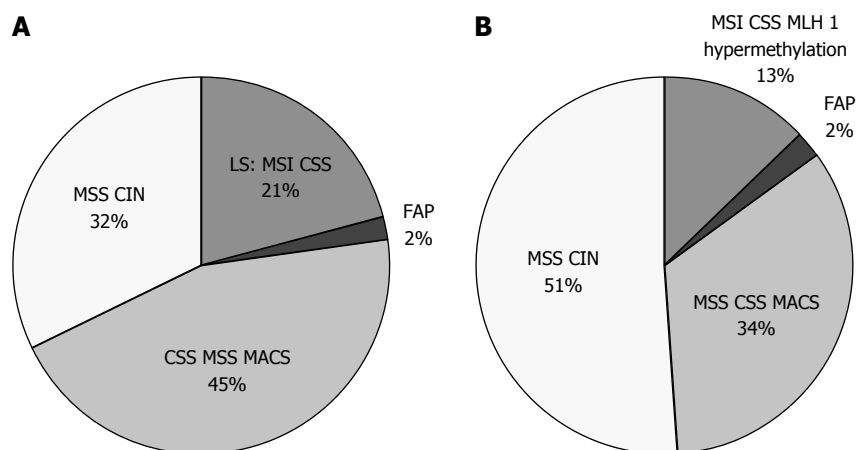 A
LS: MSI CSS
21%
FAP
2%
CSS MSS MACS
45%
MSS CIN
32%
B
MSI CSS MLH 1
hypermethylation
13%
FAP
2%
MSS CSS MACS
34%
MSS CIN
51%